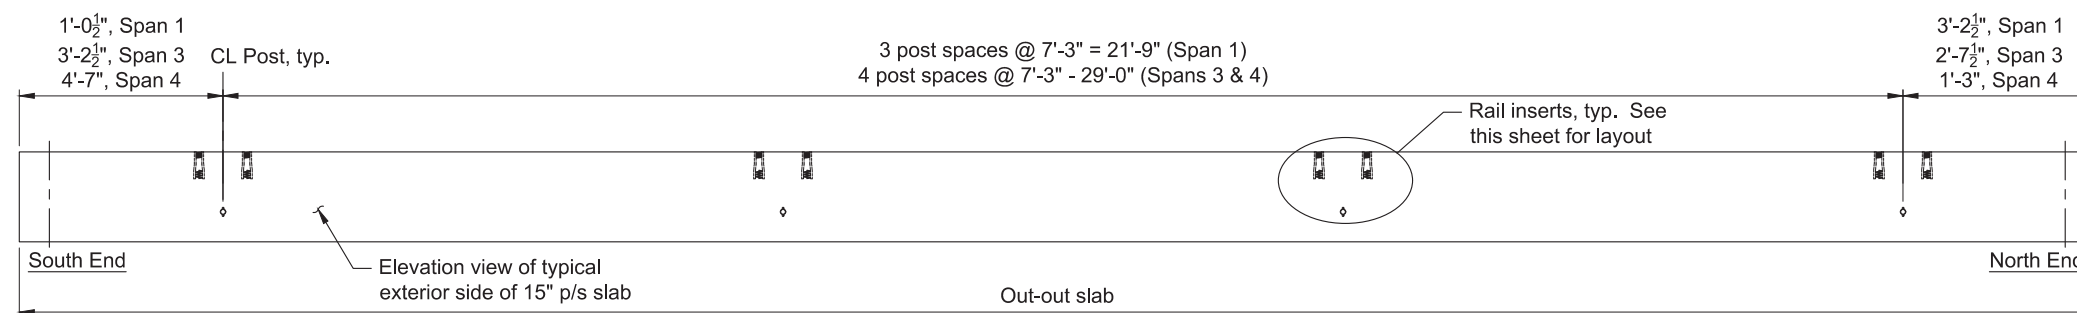 1'-0½", Span 1
3'-2½", Span 3
4'-7", Span 4
CL Post, typ.
3 post spaces @ 7'-3" = 21'-9" (Span 1)
4 post spaces @ 7'-3" - 29'-0" (Spans 3 & 4)
3'-2½", Span 1
2'-7½", Span 3
1'-3", Span 4
Rail inserts, typ. See
this sheet for layout
South End
Elevation view of typical
exterior side of 15" p/s slab
Out-out slab
North End